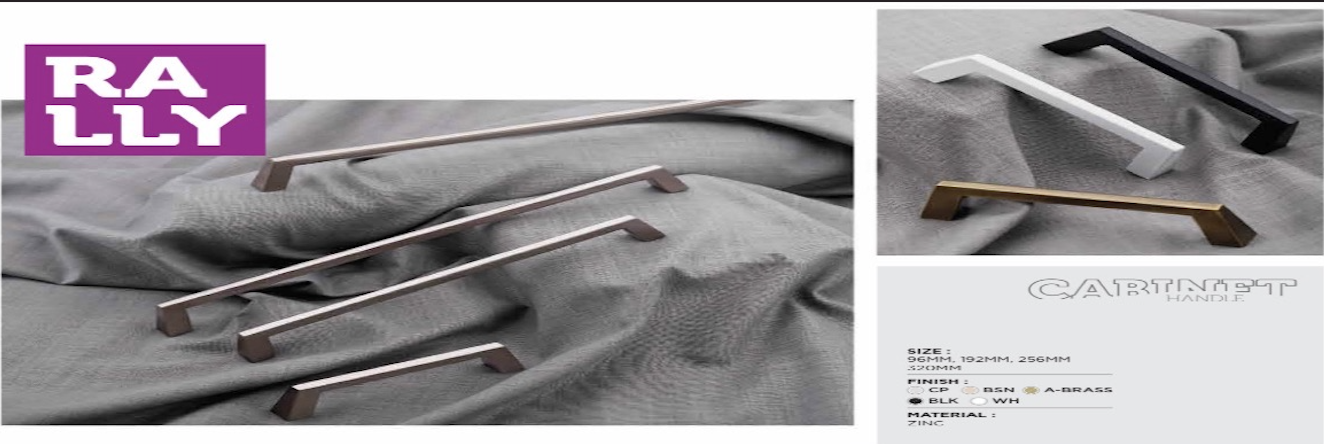 RA
LLY
CABINET
HANDLE
SIZE :
96MM, 192MM, 256MM
320MM
FINISH :
CP BSN A-BRASS
BLK WH
MATERIAL :
ZINC